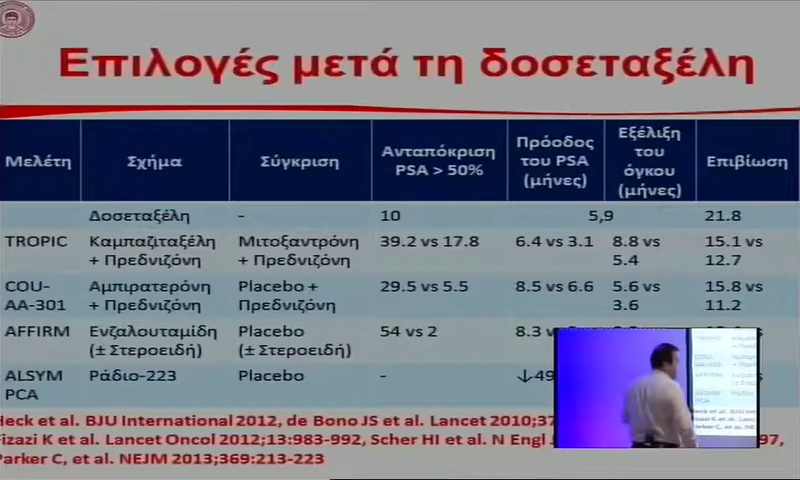 Επιλογές μετά τη δοσεταξέλη
Μελέτη Σχήμα Σύγκριση Ανταπόκριση PSA > 50% Πρόοδος του PSA (μήνες) Εξέλιξη του όγκου (μήνες) Επιβίωση
Δοσεταξέλη - 10 5,9 21.8
TROPIC Καμπαζιταξέλη Μιτοξαντρόνη 39.2 vs 17.8 6.4 vs 3.1 8.8 vs 15.1 vs
+ Πρεδνιζόνη + Πρεδνιζόνη 5.4 12.7
COU- Αμπιρατερόνη Placebo + 29.5 vs 5.5 8.5 vs 6.6 5.6 vs 15.8 vs
AA-301 + Πρεδνιζόνη Πρεδνιζόνη 3.6 11.2
AFFIRM Ενζαλουταμίδη Placebo 54 vs 2 8.3
(± Στεροειδή) (± Στεροειδή)
ALSYM Ράδιο-223 Placebo - ↓49
PCA
Heck et al. BJU International 2012, de Bono JS et al. Lancet 2010;37
Fizazi K et al. Lancet Oncol 2012;13:983-992, Scher HI et al. N Engl 97,
Parker C, et al. NEJM 2013;369:213-223